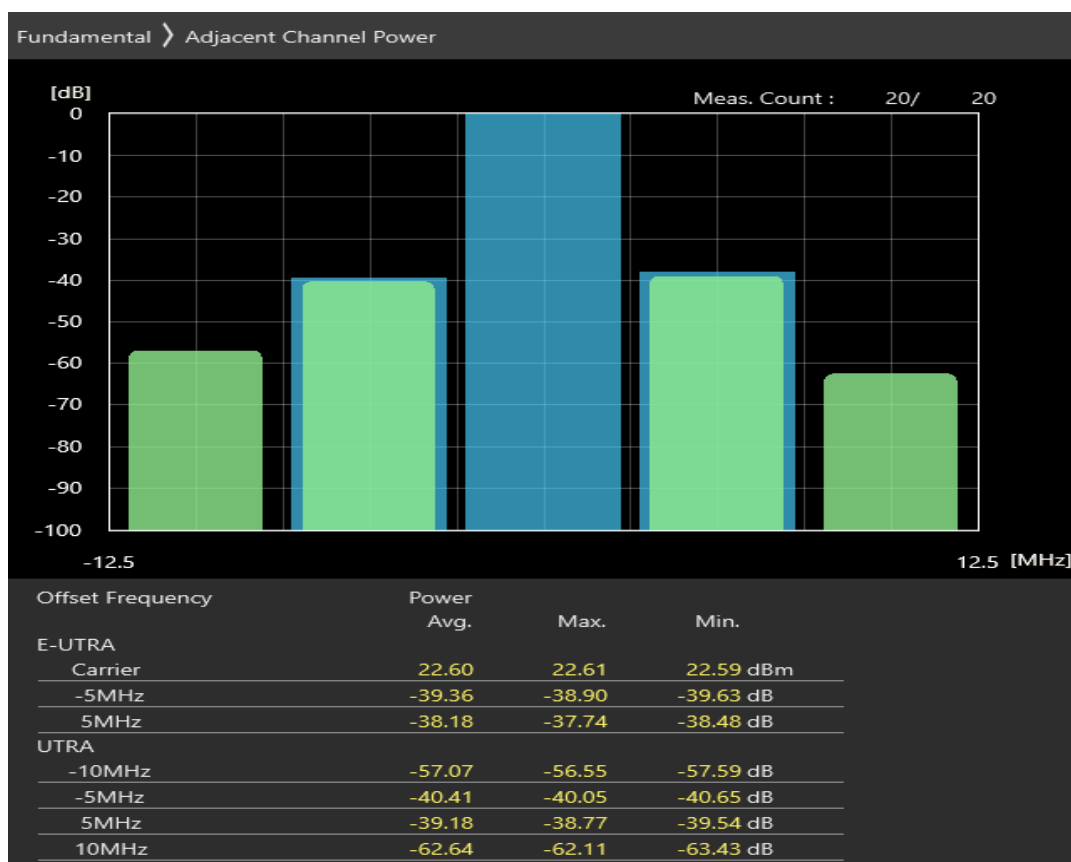 Fundamental ❯ Adjacent Channel Power
[dB]
Meas. Count : 20/ 20
0
-10
-20
-30
-40
-50
-60
-70
-80
-90
-100
-12.5 12.5 [MHz]
Offset Frequency Power
Avg. Max. Min.
E-UTRA
Carrier 22.60 22.61 22.59 dBm
-5MHz -39.36 -38.90 -39.63 dB
5MHz -38.18 -37.74 -38.48 dB
UTRA
-10MHz -57.07 -56.55 -57.59 dB
-5MHz -40.41 -40.05 -40.65 dB
5MHz -39.18 -38.77 -39.54 dB
10MHz -62.64 -62.11 -63.43 dB